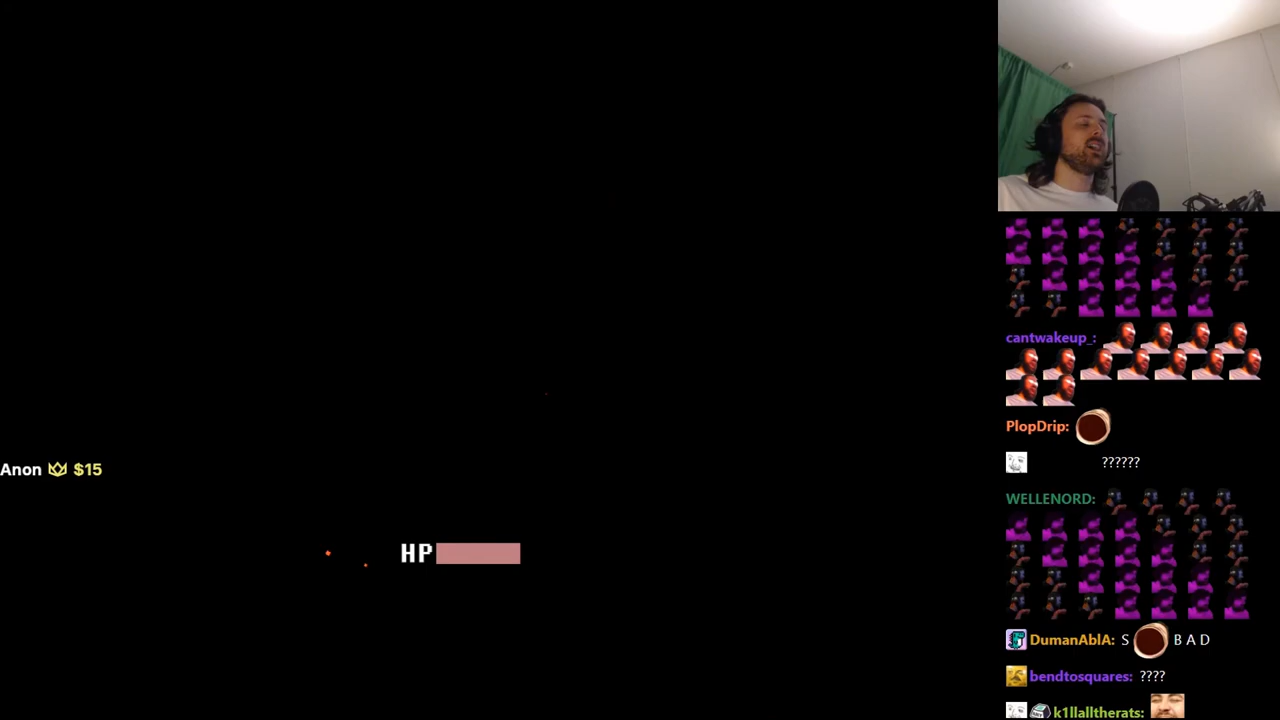 Anon $15
HP
cantwakeup_:
PlopDrip:
??????
WELLENORD:
DumanAblA: S B A D
bendtosquares: ????
k1llalltherats: